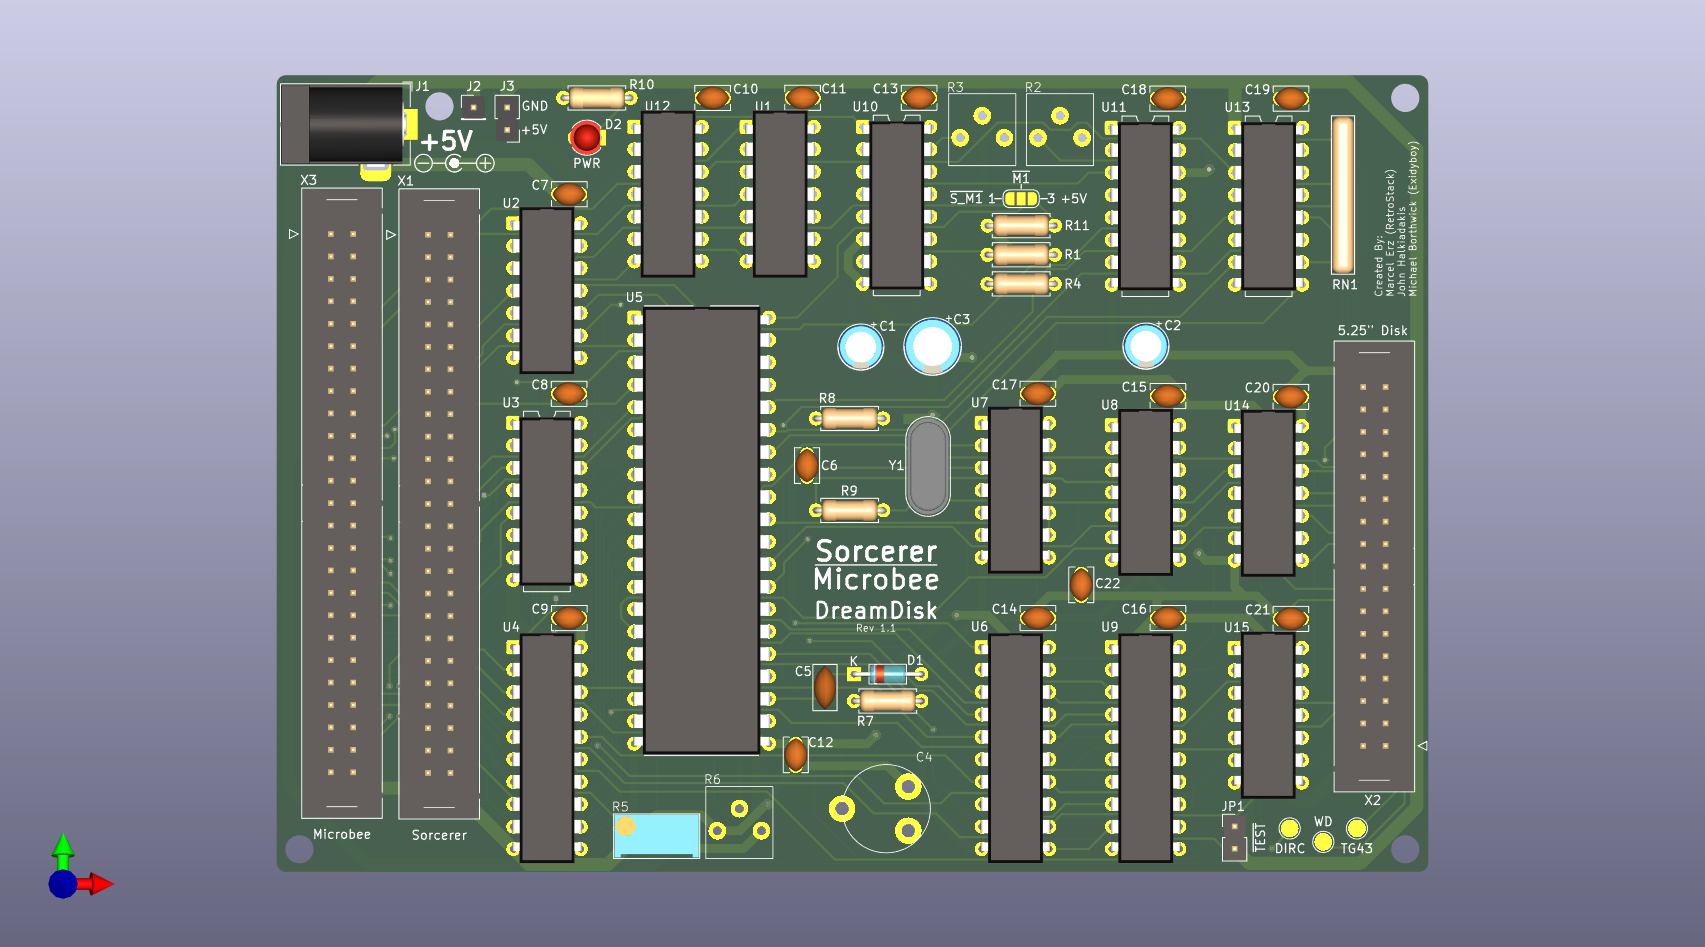 J1
J2
J3
GND
+5V
+5V
R10
D2
PWR
U12
C10
U1
C11
U10
C13
R3
R2
U11
C18
U13
C19
RN1
Created By:
Marcel Erz (RetroStack)
John Halkiadakis
Michael Borthwick (Exidyboy)
M1
S_M1 1
3 +5V
R11
R1
R4
X3
X1
C7
U2
U5
+C1
+C3
+C2
5.25'' Disk
C8
U3
R8
C6
R9
Y1
C17
U7
C15
U8
C20
U14
Sorcerer
Microbee
DreamDisk
Rev 1.1
C22
C9
U4
C14
U6
C16
U9
C21
U15
K
D1
C5
R7
C12
C4
R6
R5
X2
JP1
TEST
DIRC
WD
TG43
Microbee
Sorcerer